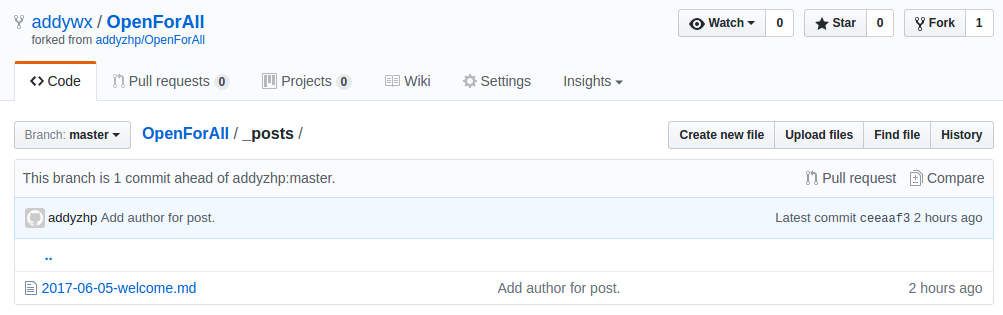 addywx / OpenForAll
forked from addyzhp/OpenForAll
Watch 0 Star 0 Fork 1
Code Pull requests 0 Projects 0 Wiki Settings Insights
Branch: master OpenForAll / _posts / Create new file Upload files Find file History
This branch is 1 commit ahead of addyzhp:master. Pull request Compare
addyzhp Add author for post. Latest commit ceeaaf3 2 hours ago
..
2017-06-05-welcome.md Add author for post. 2 hours ago